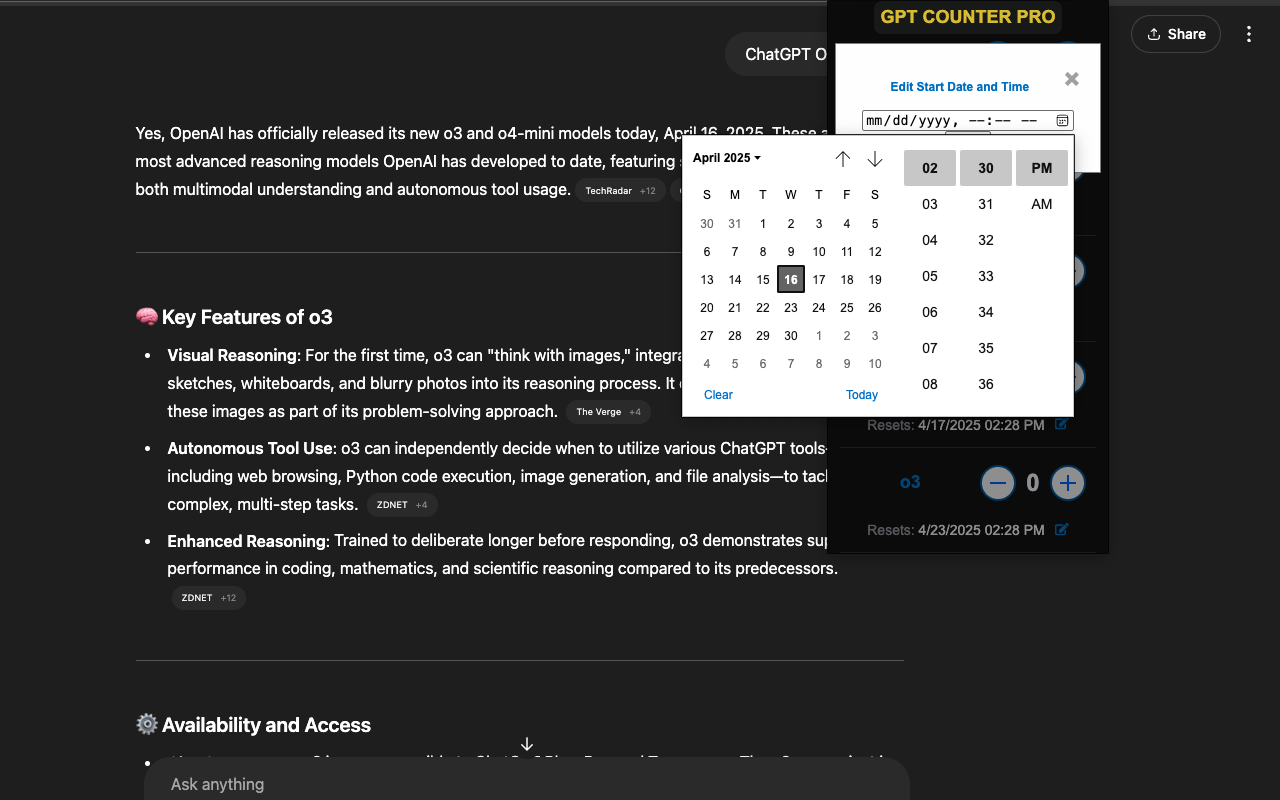 GPT COUNTER PRO
Share
ChatGPT O
Edit Start Date and Time
mm/dd/yyyy, --:-- --
Yes, OpenAI has officially released its new o3 and o4-mini models today, April 16, 2025. These
most advanced reasoning models OpenAI has developed to date, featuring
both multimodal understanding and autonomous tool usage. TechRadar +12
April 2025
S M T W T F S
30 31 1 2 3 4 5
6 7 8 9 10 11 12
13 14 15 16 17 18 19
20 21 22 23 24 25 26
27 28 29 30 1 2 3
4 5 6 7 8 9 10
Clear Today
02 30 PM
03 31 AM
04 32
05 33
06 34
07 35
08 36
🧠 Key Features of o3
• Visual Reasoning: For the first time, o3 can "think with images," integra
sketches, whiteboards, and blurry photos into its reasoning process. It
these images as part of its problem-solving approach. The Verge +4
• Autonomous Tool Use: o3 can independently decide when to utilize various ChatGPT tools—
including web browsing, Python code execution, image generation, and file analysis—to tacl
complex, multi-step tasks. ZDNET +4
• Enhanced Reasoning: Trained to deliberate longer before responding, o3 demonstrates sup
performance in coding, mathematics, and scientific reasoning compared to its predecessors.
ZDNET +12
Resets: 4/17/2025 02:28 PM
o3 0
Resets: 4/23/2025 02:28 PM
⚙️ Availability and Access
Ask anything